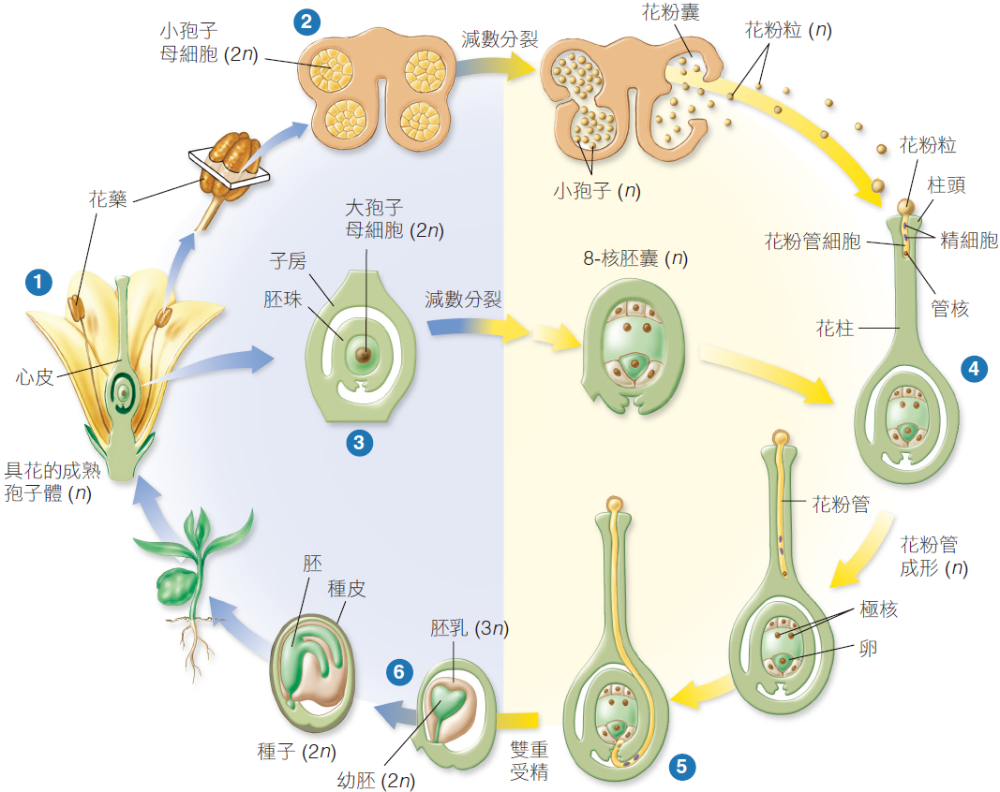 2
小孢子
母細胞 (2n)
減數分裂
花粉囊
花粉粒 (n)
小孢子 (n)
花粉粒
柱頭
花粉管細胞
精細胞
管核
花柱
4
花藥
1
心皮
具花的成熟
孢子體 (n)
大孢子
母細胞 (2n)
子房
胚珠
3
減數分裂
8-核胚囊 (n)
花粉管
花粉管
成形 (n)
極核
卵
5
雙重
受精
6
胚乳 (3n)
幼胚 (2n)
胚
種皮
種子 (2n)